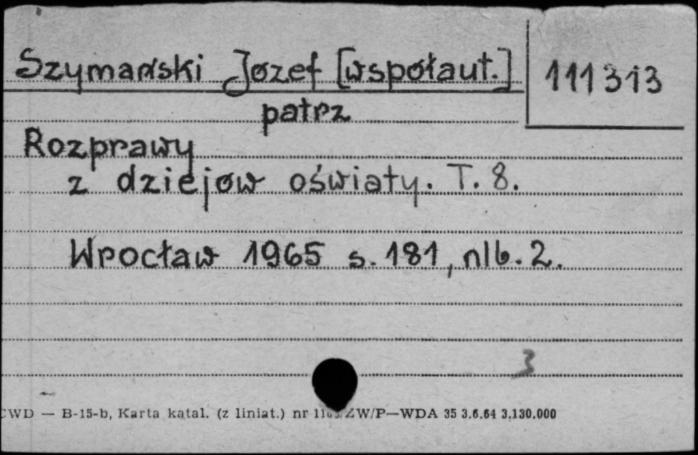 Szymański Józef [współaut.] 111313
patrz
Rozprawy
z dziejów oświaty. T. 8.
Wrocław 1965 s. 181, nlb. 2.
3
CWD — B-15-b, Karta katal. (z liniat.) nr ZW/P—WDA 35 3.6.64 3.130.000